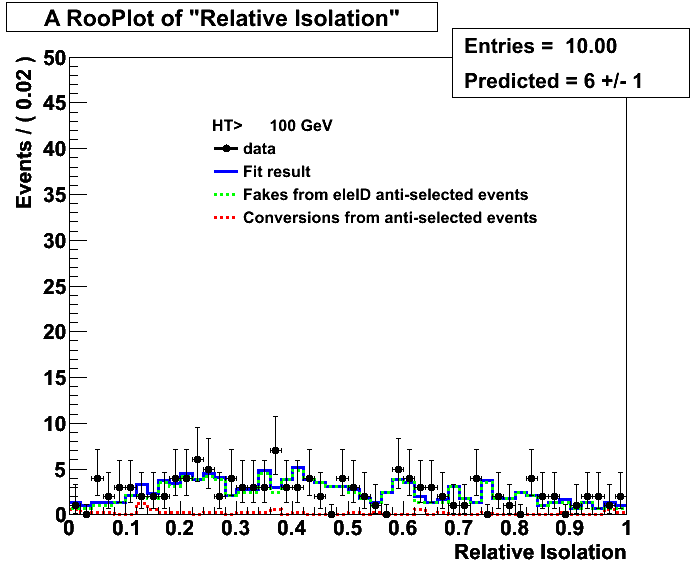 A RooPlot of "Relative Isolation"
Entries = 10.00
Predicted = 6 +/- 1
Events / ( 0.02 )
50
45
40
35
30
25
20
15
10
5
0
HT> 100 GeV
data
Fit result
Fakes from eleID anti-selected events
Conversions from anti-selected events
0 0.1 0.2 0.3 0.4 0.5 0.6 0.7 0.8 0.9 1
Relative Isolation